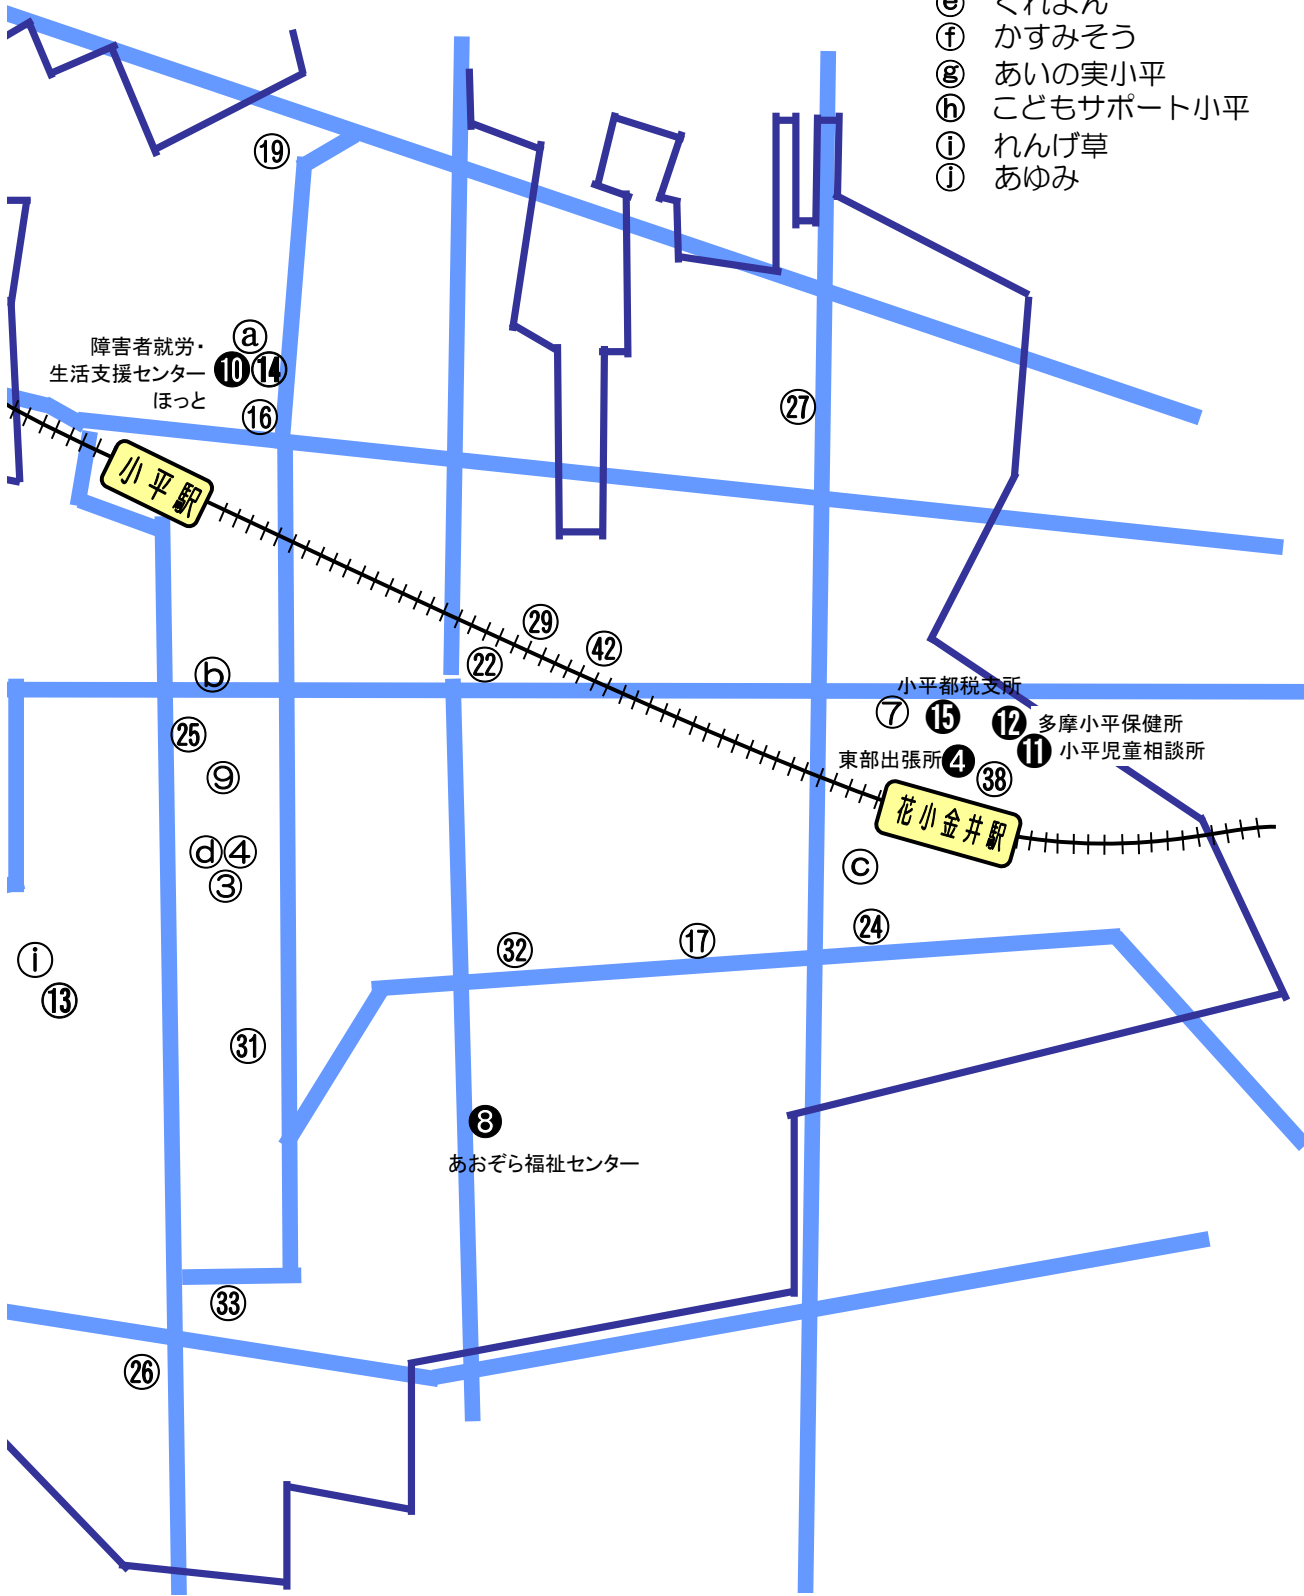 ⓔ くれよん
ⓕ かすみそう
ⓖ あいの実小平
ⓗ こどもサポート小平
ⓘ れんげ草
ⓙ あゆみ
⑲
ⓐ
障害者就労・
生活支援センター
ほっと
❿⑭
⑯
㉗
小平駅
㉙
㊷
㉒
ⓑ
小平都税支所
⑦
⓯
⓬ 多摩小平保健所
⓫ 小平児童相談所
㉕
東部出張所❹
㊳
⑨
花小金井駅
ⓓ④
③
ⓒ
㉔
⑰
㉜
ⓘ
⑬
㉛
❽
あおぞら福祉センター
㉝
㉖